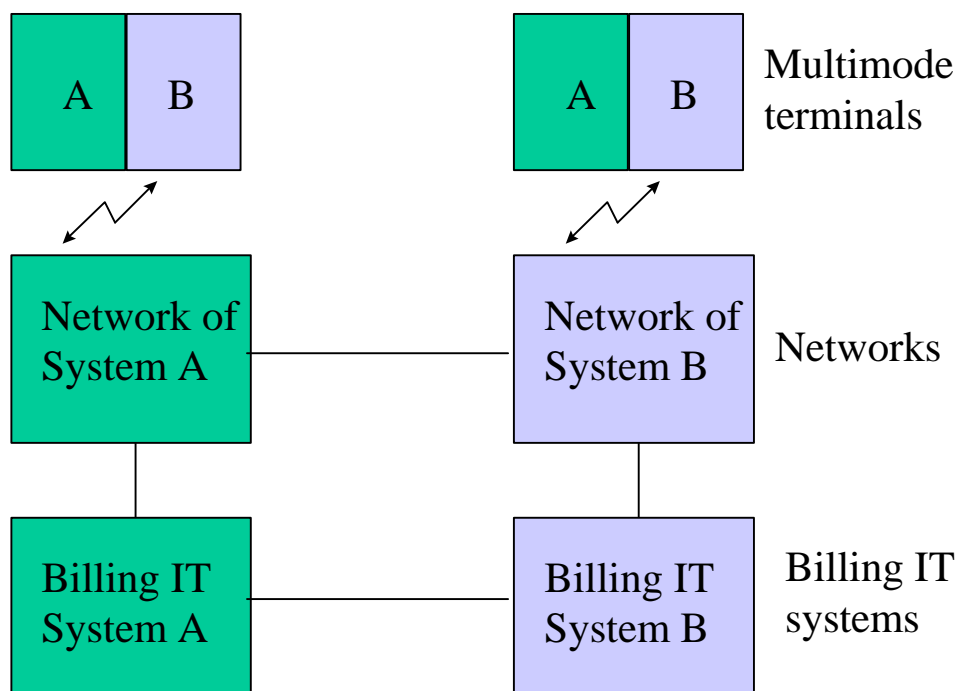 A B
A B
Multimode
terminals
Network of
System A
Network of
System B
Networks
Billing IT
System A
Billing IT
System B
Billing IT
systems